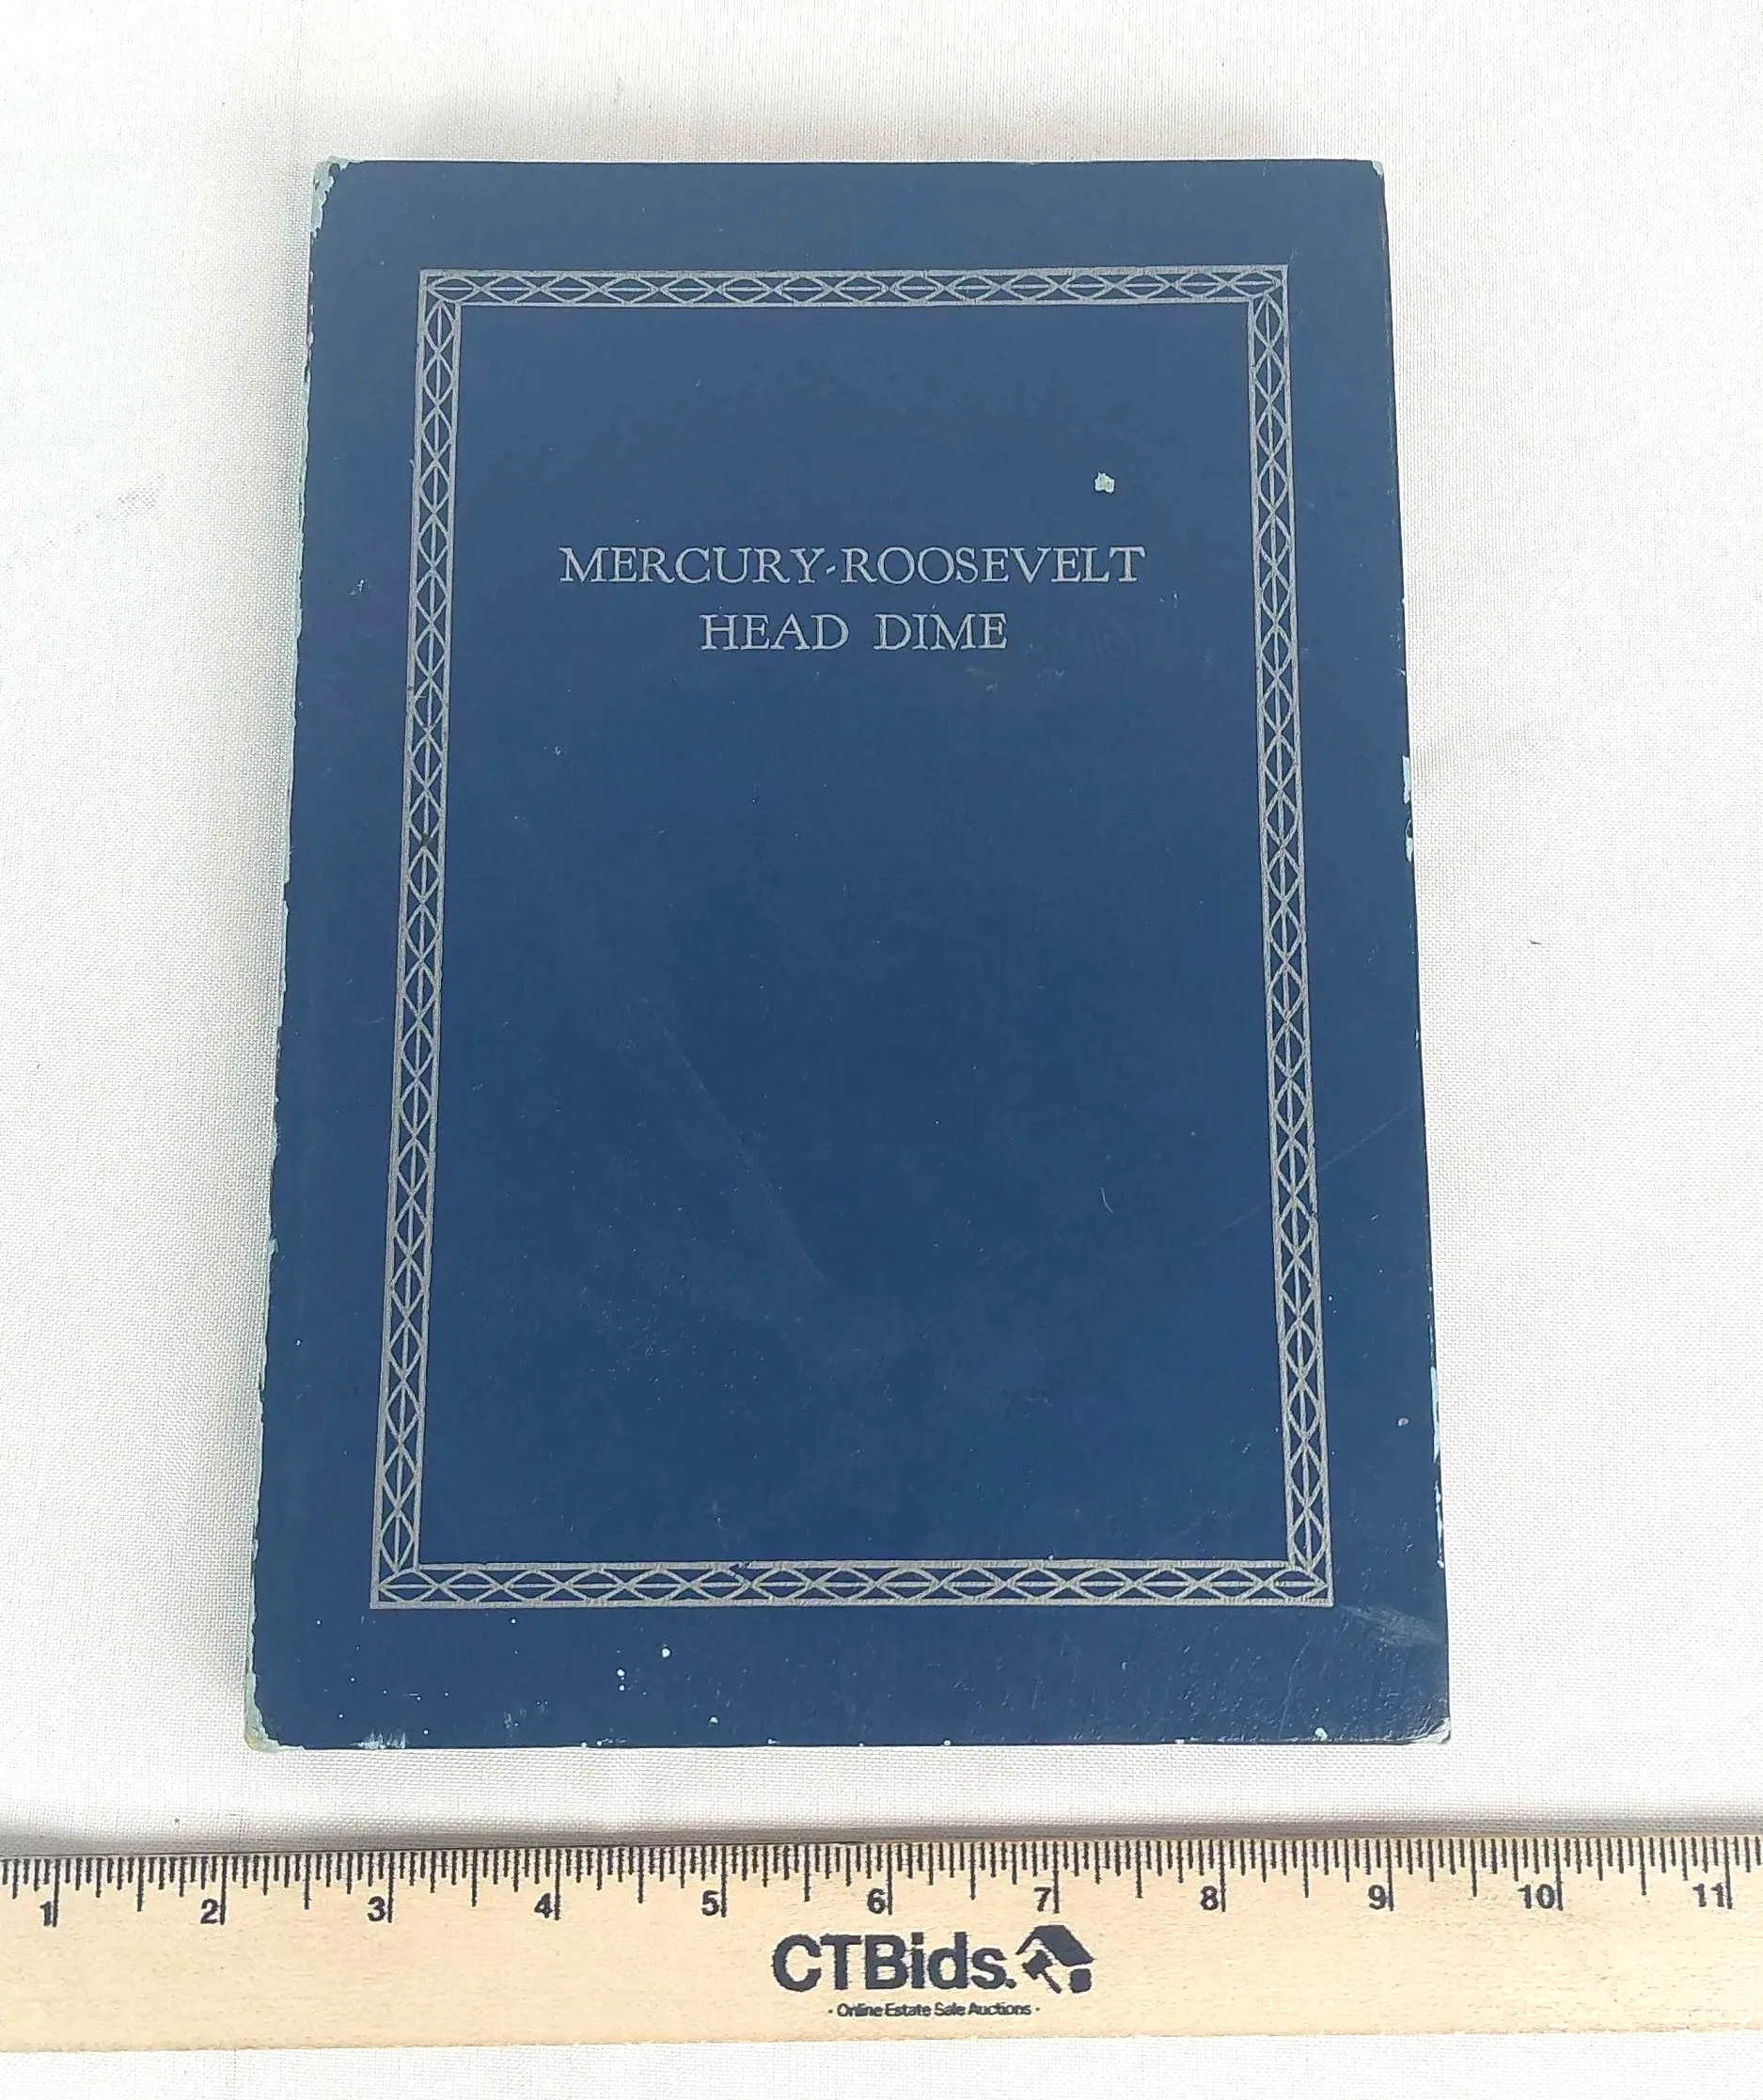 MERCURY-ROOSEVELT
HEAD DIME
1 2 3 4 5 6 7 8 9 10 11
CTBids.
- Online Estate Sale Auctions -